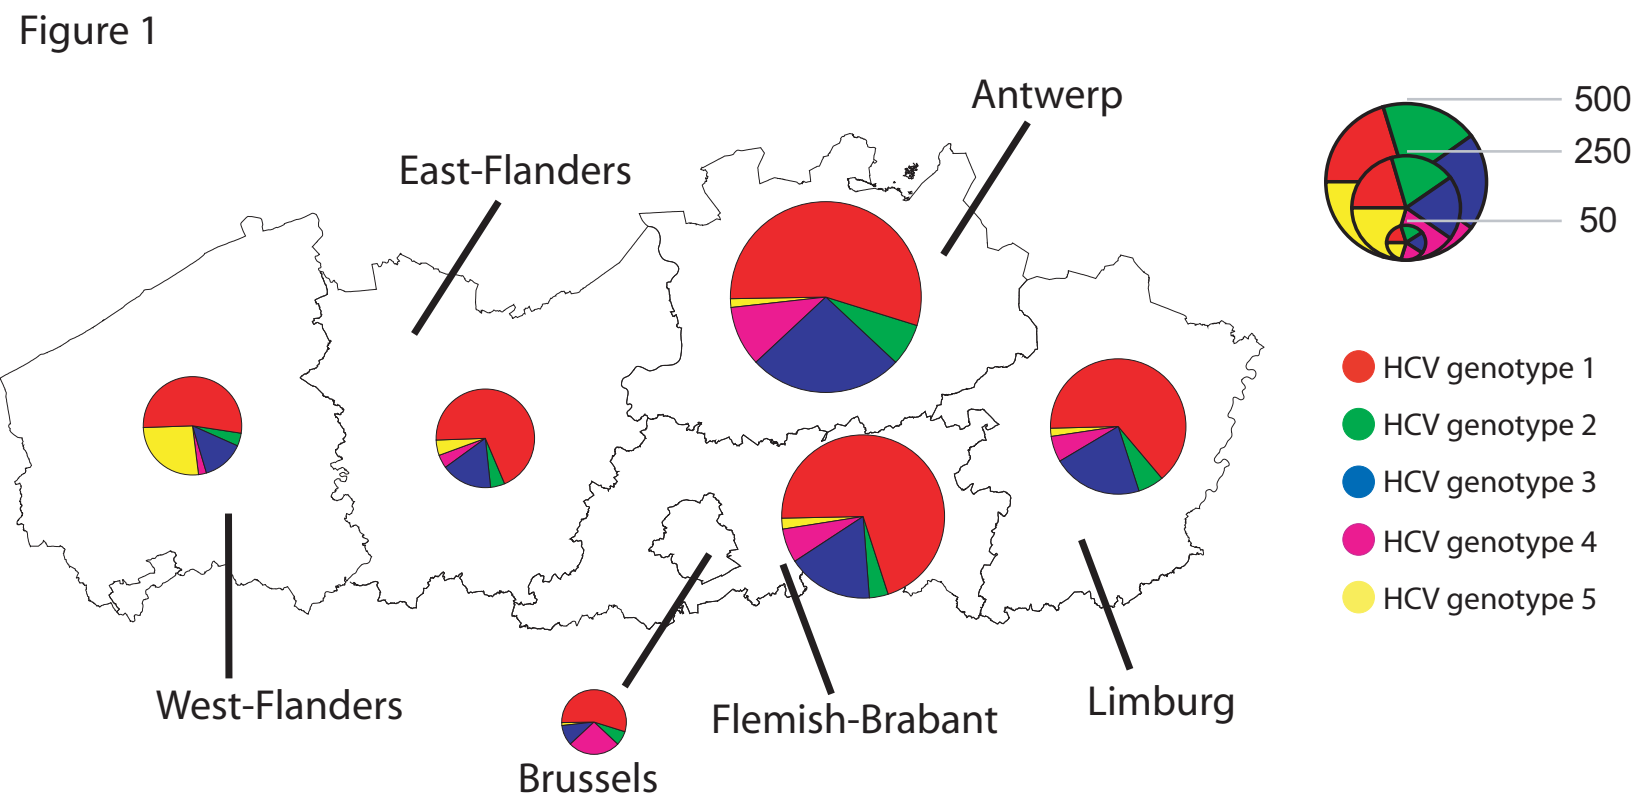 Figure 1
Antwerp
East-Flanders
500
250
50
HCV genotype 1
HCV genotype 2
HCV genotype 3
HCV genotype 4
HCV genotype 5
West-Flanders
Flemish-Brabant
Limburg
Brussels